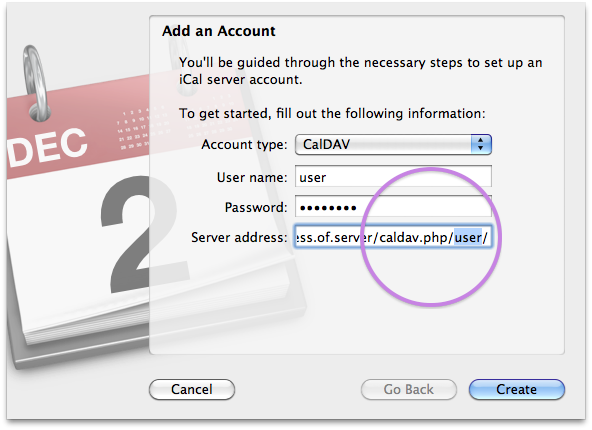 Add an Account
You'll be guided through the necessary steps to set up an
iCal server account.
To get started, fill out the following information:
Account type: CalDAV
User name: user
Password: ••••••••
Server address: ess.of.server/caldav.php/user/
DEC
2
Cancel
Go Back
Create